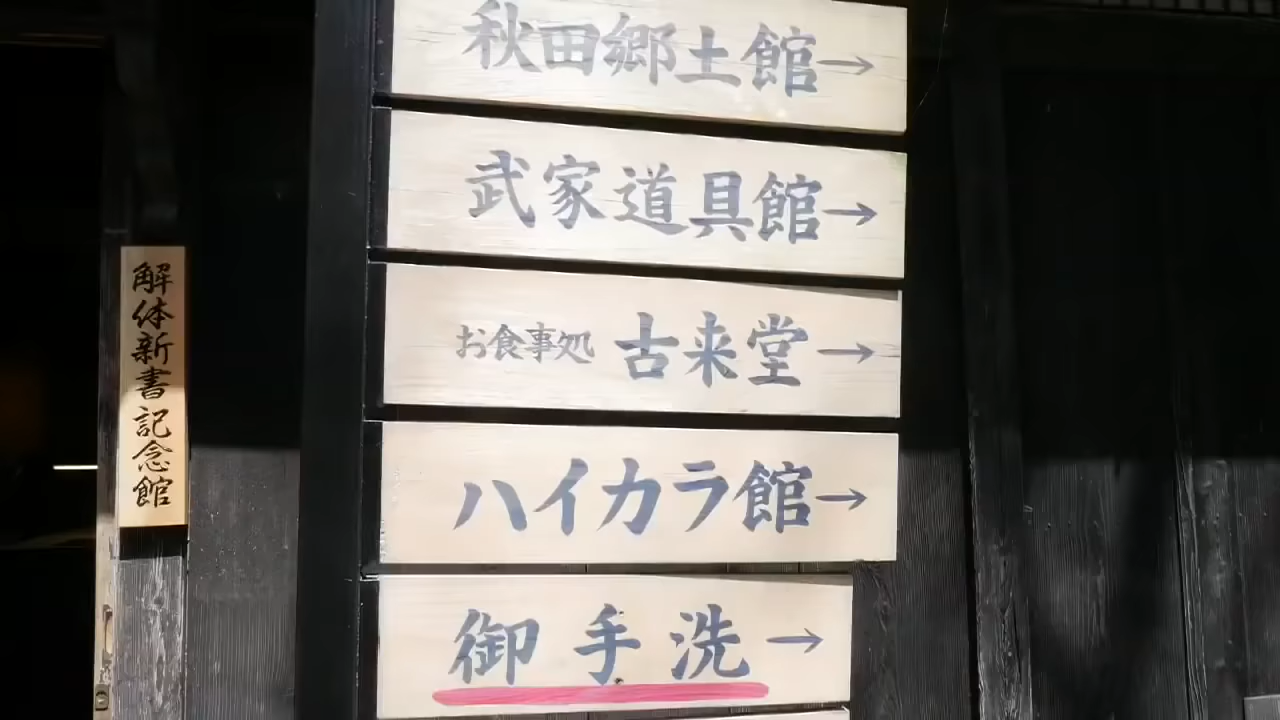 秋田郷土館→
武家道具館→
お食事処 古来堂→
ハイカラ館→
御手洗→
解体新書記念館